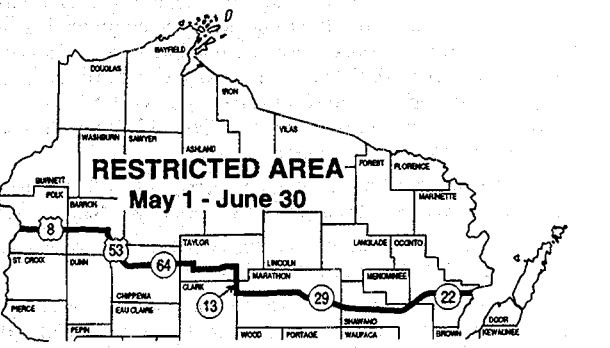 BAYFIELD
DOUGLAS
IRON
VILAS
WASHBURN SAWYER
ASHLAND
FOREST FLORENCE
RESTRICTED AREA
May 1 - June 30
BURNETT
POLK
BARRON
MARINETTE
TAYLOR
LANGLADE OCONTO
8
53
64
ST. CROIX
DUNN
LINCOLN
MARATHON
MENOMINEE
CHIPPEWA
CLARK
13
29
22
PIERCE
EAU CLAIRE
PEPIN
WOOD
PORTAGE
SHAWANO
WAUPACA
BROWN
DOOR
KEWAUNEE